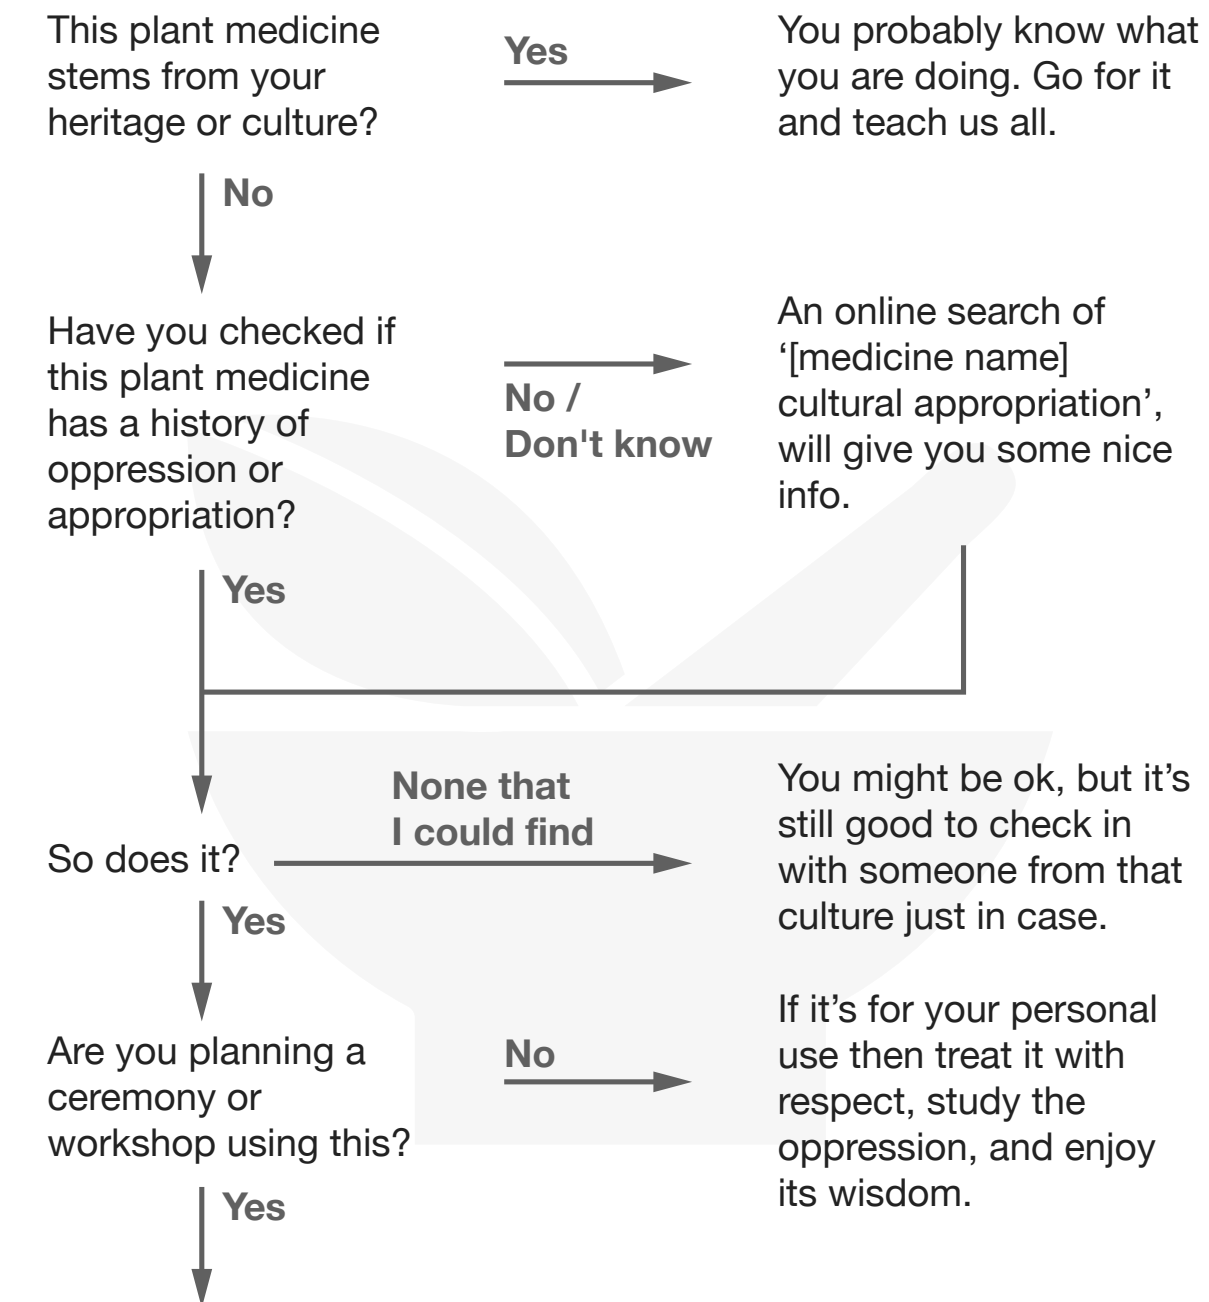 This plant medicine
stems from your
heritage or culture?
Yes
You probably know what
you are doing. Go for it
and teach us all.
No
Have you checked if
this plant medicine
has a history of
oppression or
appropriation?
No /
Don't know
An online search of
‘[medicine name]
cultural appropriation’,
will give you some nice
info.
Yes
So does it?
None that
I could find
You might be ok, but it’s
still good to check in
with someone from that
culture just in case.
Yes
Are you planning a
ceremony or
workshop using this?
No
If it’s for your personal
use then treat it with
respect, study the
oppression, and enjoy
its wisdom.
Yes